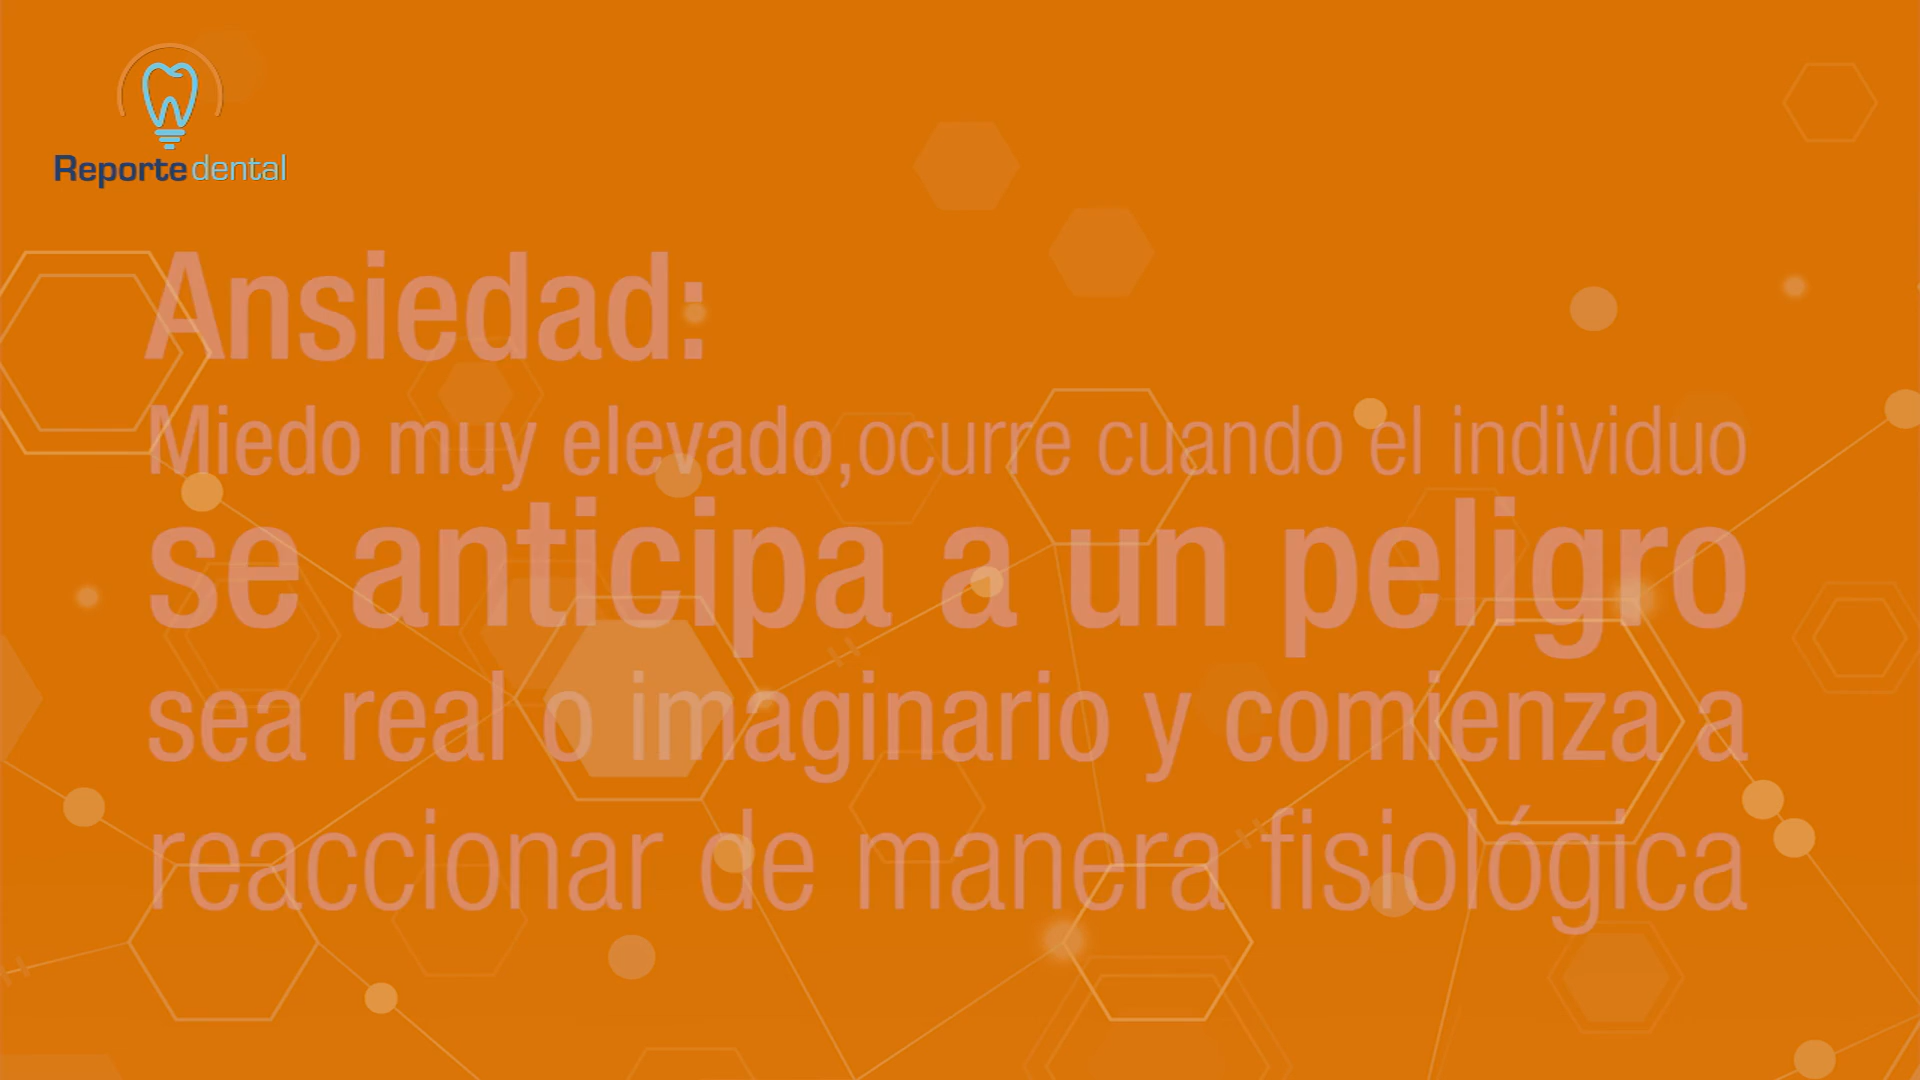 Reporte dental
Ansiedad:
Miedo muy elevado,ocurre cuando el individuo
se anticipa a un peligro
sea real o imaginario y comienza a
reaccionar de manera fisiológica